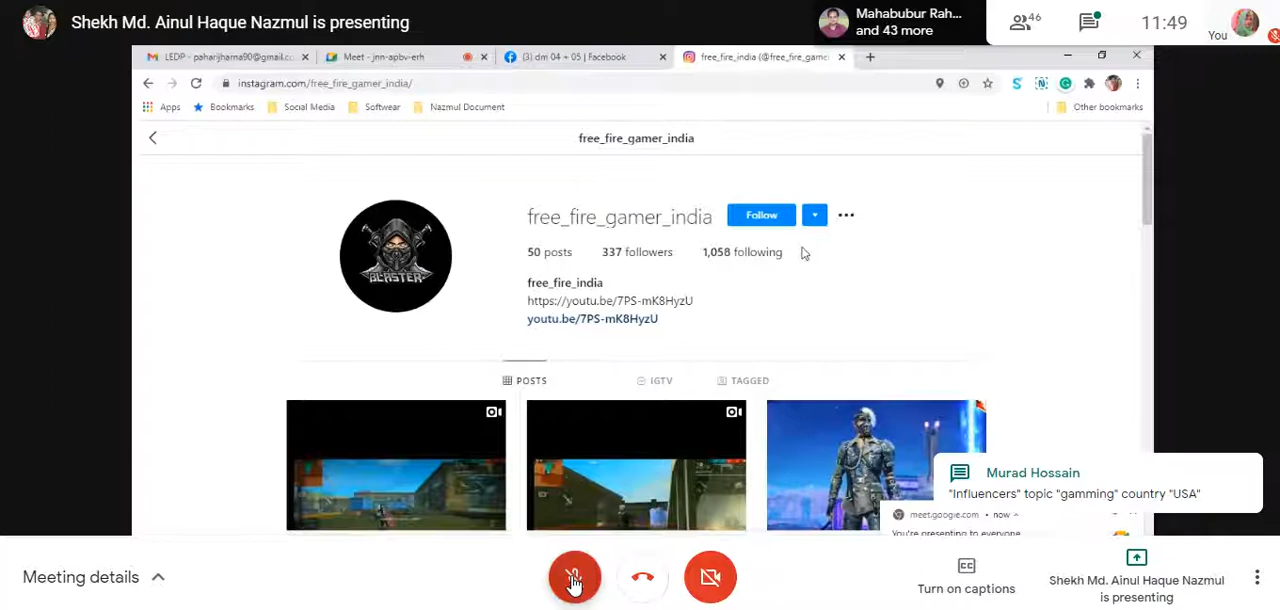 Shekh Md. Ainul Haque Nazmul is presenting
Mahabubur Rah...
and 43 more
46
11:49
You
LEDP - paharijharna90@gmail.cc
Meet - jnn-apbv-erh
(3) dm 04 + 05 | Facebook
free_fire_india (@free_fire_game
instagram.com/free_fire_gamer_india/
Apps
Bookmarks
Social Media
Softwear
Nazmul Document
Other bookmarks
free_fire_gamer_india
free_fire_gamer_india
Follow
50 posts
337 followers
1,058 following
free_fire_india
https://youtu.be/7PS-mK8HyzU
youtu.be/7PS-mK8HyzU
POSTS
IGTV
TAGGED
BLASTER
Murad Hossain
"Influencers" topic "gamming" country "USA"
meet.google.com • now
You're presenting to everyone
Meeting details
Turn on captions
Shekh Md. Ainul Haque Nazmul
is presenting